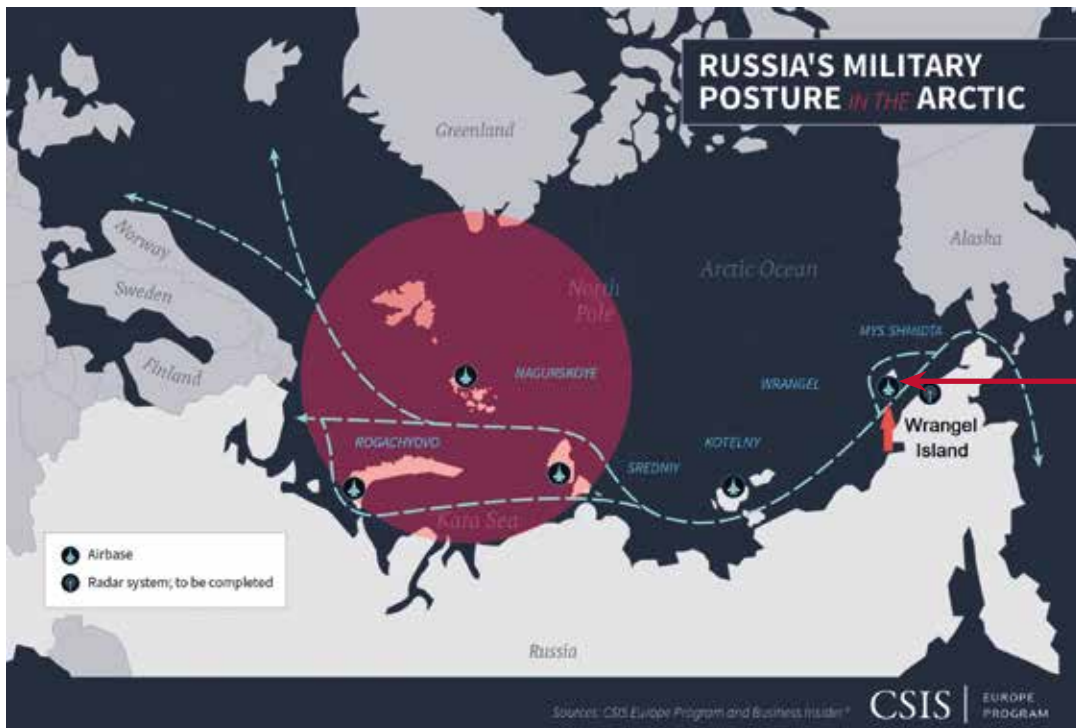 RUSSIA'S MILITARY
POSTURE IN THE ARCTIC
Greenland
Alaska
Norway
Sweden
Finland
North
Pole
Arctic Ocean
MYS SHMIDTA
NAGURSKOYE
WRANGEL
Wrangel
Island
ROGACHYOVO
KOTELNY
SREDNIY
Kara Sea
Airbase
Radar system; to be completed
Russia
Sources: CSIS Europe Program and Business Insider
CSIS | EUROPE
PROGRAM